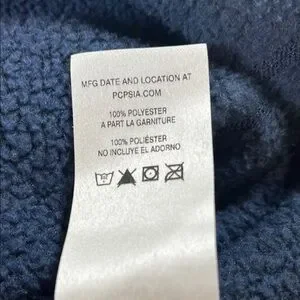 MFG DATE AND LOCATION AT
PCPSIA.COM
100% POLYESTER
A PART LA GARNITURE
100% POLIÉSTER
NO INCLUYE EL ADORNO